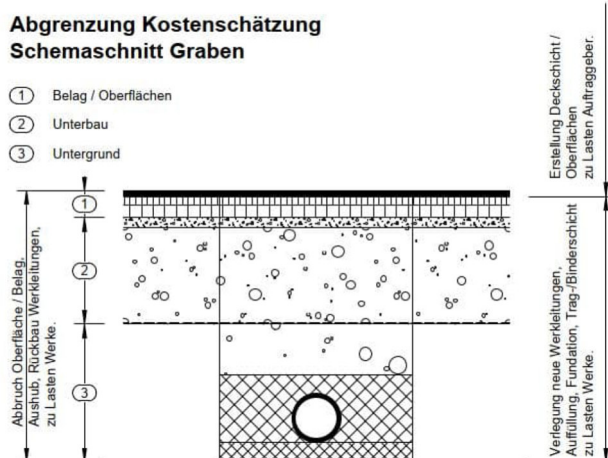 Abgrenzung Kostenschätzung
Schemaschnitt Graben
1 Belag / Oberflächen
2 Unterbau
3 Untergrund
1
2
3
Abbruch Oberfläche / Belag,
Aushub, Rückbau Werkleitungen,
zu Lasten Werke.
Erstellung Deckschicht /
Oberflächen
zu Lasten Auftraggeber.
Verlegung neue Werkleitungen,
Auffüllung, Fundation, Trag-/Binderschicht
zu Lasten Werke.